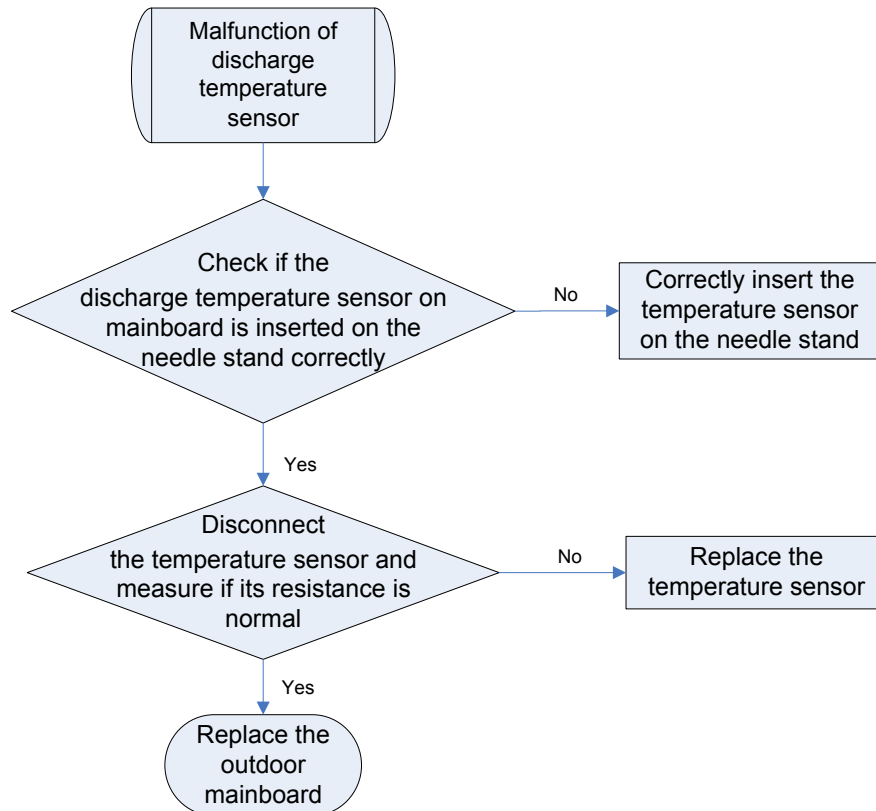 Malfunction of
discharge
temperature
sensor
Check if the
discharge temperature sensor on
mainboard is inserted on the
needle stand correctly
No
Correctly insert the
temperature sensor
on the needle stand
Yes
Disconnect
the temperature sensor and
measure if its resistance is
normal
No
Replace the
temperature sensor
Yes
Replace the
outdoor
mainboard